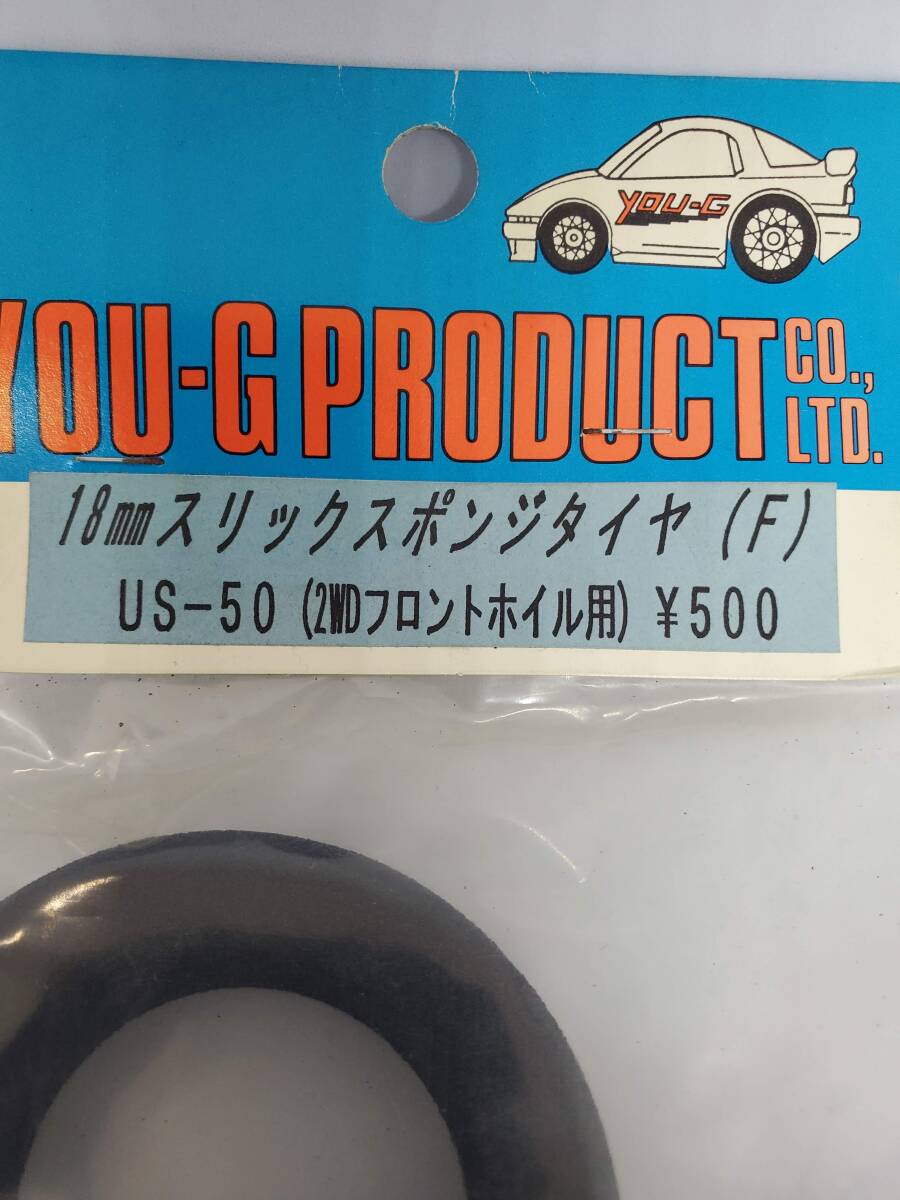 YOU-G
YOU-G PRODUCT CO., LTD.
18mmスリックスポンジタイヤ (F)
US-50 (2WDフロントホイル用) ¥500